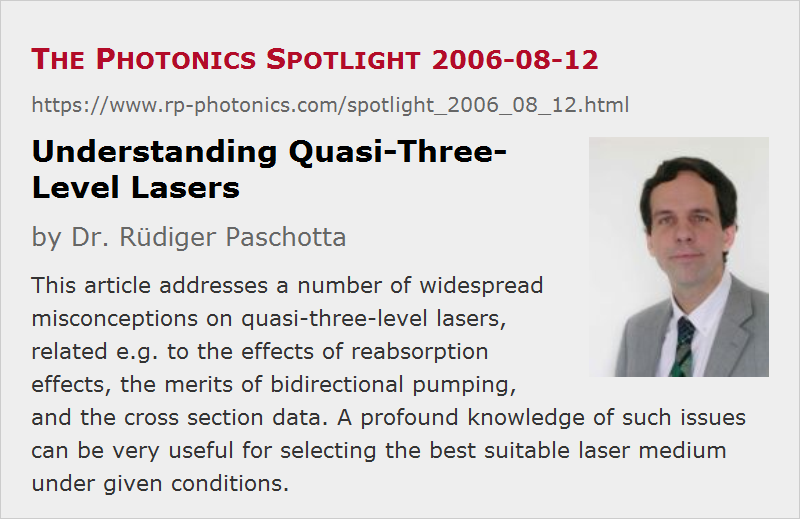 The Photonics Spotlight 2006-08-12
https://www.rp-photonics.com/spotlight_2006_08_12.html
Understanding Quasi-Three-
Level Lasers
by Dr. Rüdiger Paschotta
This article addresses a number of widespread
misconceptions on quasi-three-level lasers,
related e.g. to the effects of reabsorption
effects, the merits of bidirectional pumping,
and the cross section data. A profound knowledge of such issues
can be very useful for selecting the best suitable laser medium
under given conditions.